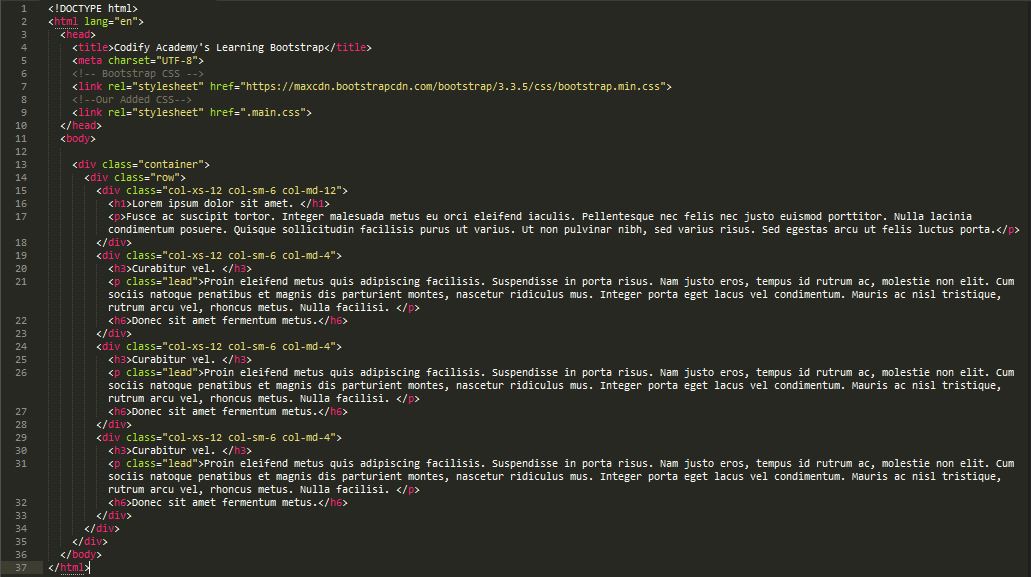 1 <!DOCTYPE html>
2 <html lang="en">
3 <head>
4 <title>Codify Academy's Learning Bootstrap</title>
5 <meta charset="UTF-8">
6 <!-- Bootstrap CSS -->
7 <link rel="stylesheet" href="https://maxcdn.bootstrapcdn.com/bootstrap/3.3.5/css/bootstrap.min.css">
8 <!--Our Added CSS-->
9 <link rel="stylesheet" href=".main.css">
10 </head>
11 <body>
12
13 <div class="container">
14 <div class="row">
15 <div class="col-xs-12 col-sm-6 col-md-12">
16 <h1>Lorem ipsum dolor sit amet. </h1>
17 <p>Fusce ac suscipit tortor. Integer malesuada metus eu orci eleifend iaculis. Pellentesque nec felis nec justo euismod porttitor. Nulla lacinia
condimentum posuere. Quisque sollicitudin facilisis purus ut varius. Ut non pulvinar nibh, sed varius risus. Sed egestas arcu ut felis luctus porta.</p>
18 </div>
19 <div class="col-xs-12 col-sm-6 col-md-4">
20 <h3>Curabitur vel. </h3>
21 <p class="lead">Proin eleifend metus quis adipiscing facilisis. Suspendisse in porta risus. Nam justo eros, tempus id rutrum ac, molestie non elit. Cum
sociis natoque penatibus et magnis dis parturient montes, nascetur ridiculus mus. Integer porta eget lacus vel condimentum. Mauris ac nisl tristique,
rutrum arcu vel, rhoncus metus. Nulla facilisi. </p>
22 <h6>Donec sit amet fermentum metus.</h6>
23 </div>
24 <div class="col-xs-12 col-sm-6 col-md-4">
25 <h3>Curabitur vel. </h3>
26 <p class="lead">Proin eleifend metus quis adipiscing facilisis. Suspendisse in porta risus. Nam justo eros, tempus id rutrum ac, molestie non elit. Cum
sociis natoque penatibus et magnis dis parturient montes, nascetur ridiculus mus. Integer porta eget lacus vel condimentum. Mauris ac nisl tristique,
rutrum arcu vel, rhoncus metus. Nulla facilisi. </p>
27 <h6>Donec sit amet fermentum metus.</h6>
28 </div>
29 <div class="col-xs-12 col-sm-6 col-md-4">
30 <h3>Curabitur vel. </h3>
31 <p class="lead">Proin eleifend metus quis adipiscing facilisis. Suspendisse in porta risus. Nam justo eros, tempus id rutrum ac, molestie non elit. Cum
sociis natoque penatibus et magnis dis parturient montes, nascetur ridiculus mus. Integer porta eget lacus vel condimentum. Mauris ac nisl tristique,
rutrum arcu vel, rhoncus metus. Nulla facilisi. </p>
32 <h6>Donec sit amet fermentum metus.</h6>
33 </div>
34 </div>
35 </div>
36 </body>
37 </html>